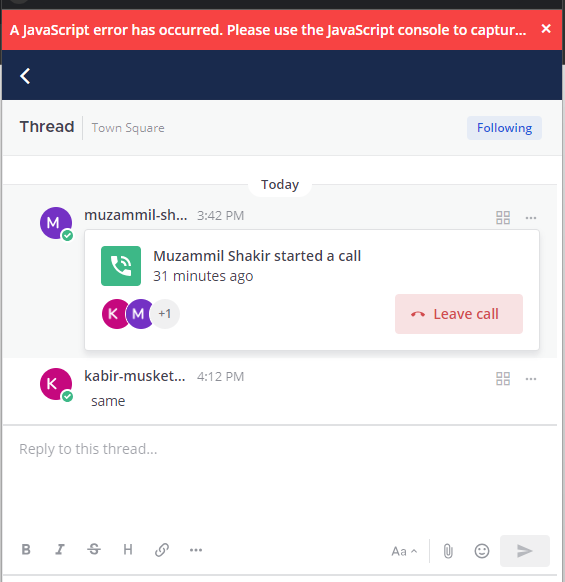 A JavaScript error has occurred. Please use the JavaScript console to captur... ×
Thread Town Square Following
Today
M muzammil-sh... 3:42 PM ...
Muzammil Shakir started a call
31 minutes ago
K M +1 Leave call
K kabir-musket... 4:12 PM ...
same
Reply to this thread...
B I S H ... Aa